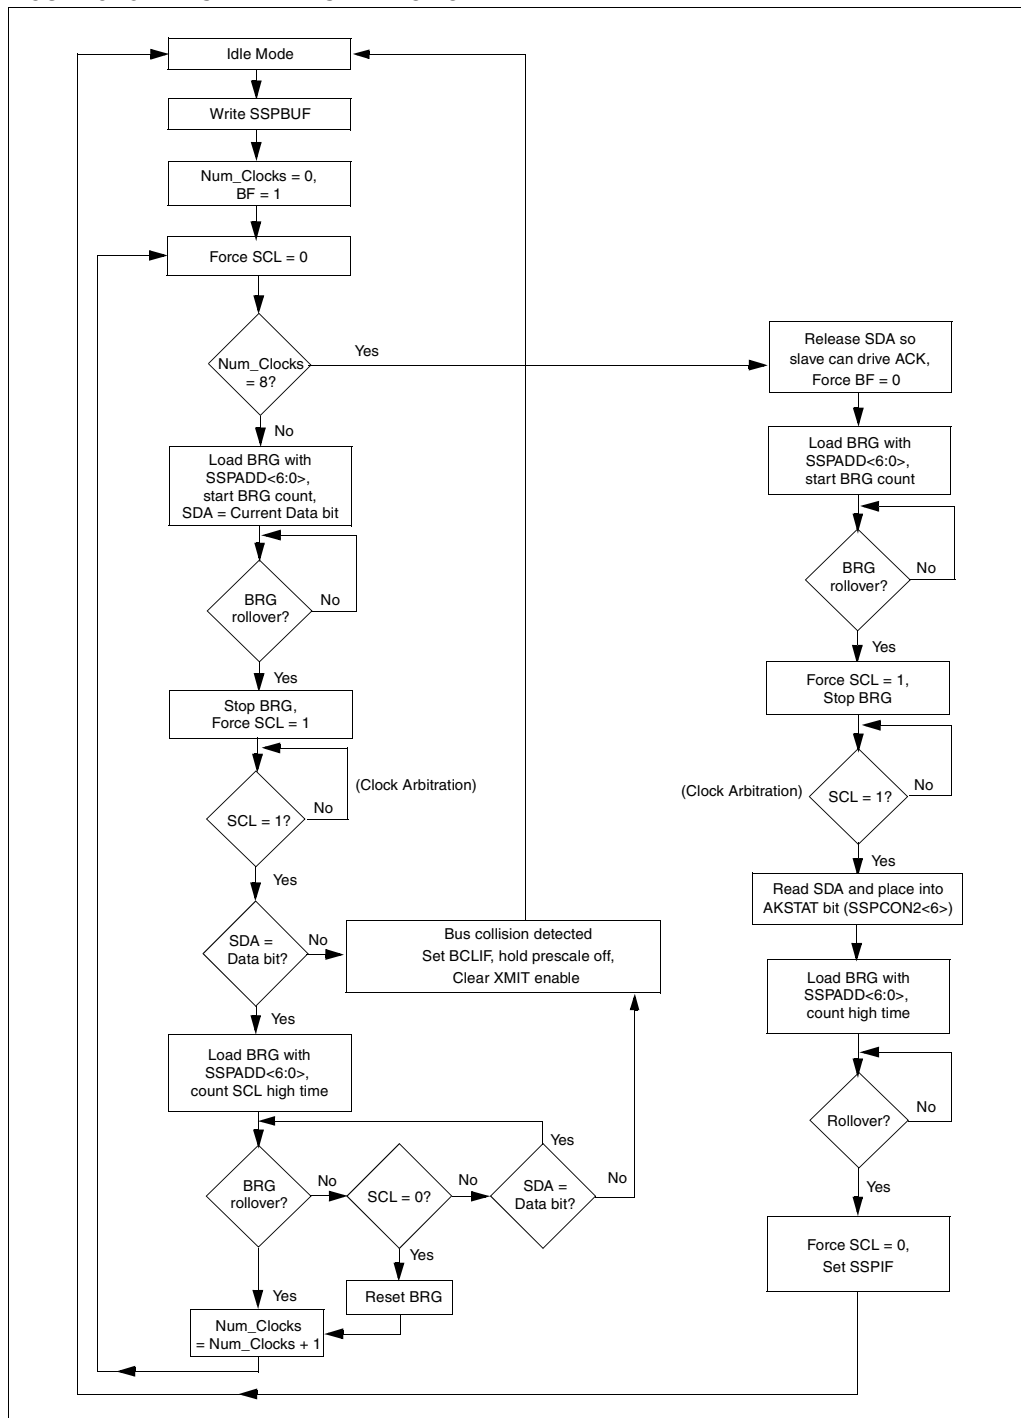 Idle Mode
Write SSPBUF
Num_Clocks = 0,
BF = 1
Force SCL = 0
Num_Clocks
= 8?
Yes
No
Load BRG with
SSPADD<6:0>,
start BRG count,
SDA = Current Data bit
BRG
rollover?
No
Yes
Stop BRG,
Force SCL = 1
SCL = 1?
No
(Clock Arbitration)
Yes
SDA =
Data bit?
No
Bus collision detected
Set BCLIF, hold prescale off,
Clear XMIT enable
Yes
Load BRG with
SSPADD<6:0>,
count SCL high time
BRG
rollover?
No
SCL = 0?
No
SDA =
Data bit?
Yes
No
Yes
Reset BRG
Yes
Num_Clocks
= Num_Clocks + 1
Release SDA so
slave can drive ACK,
Force BF = 0
Load BRG with
SSPADD<6:0>,
start BRG count
BRG
rollover?
No
Yes
Force SCL = 1,
Stop BRG
(Clock Arbitration)
SCL = 1?
No
Yes
Read SDA and place into
AKSTAT bit (SSPCON2<6>)
Load BRG with
SSPADD<6:0>,
count high time
Rollover?
No
Yes
Force SCL = 0,
Set SSPIF